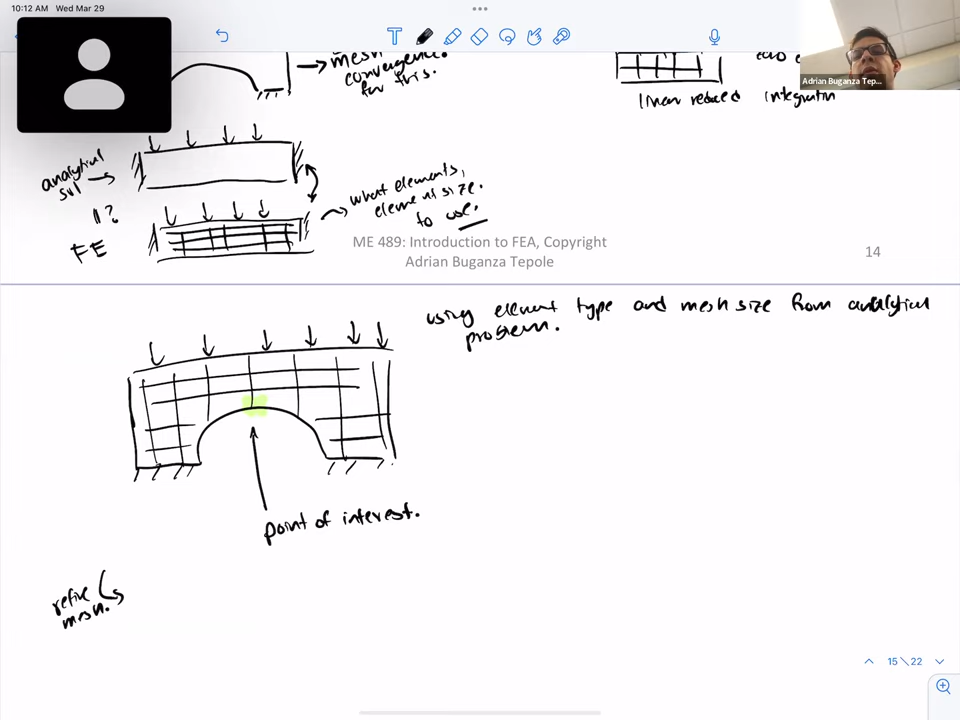 10:12 AM Wed Mar 29
T
→ mesh
convergence.
for this.
linear reduced integration
Adrian Buganza Tep...
analytical
sol →
11?
FE
what elements,
element size.
to use.
ME 489: Introduction to FEA, Copyright
Adrian Buganza Tepole
14
using element type and mesh size from analytical
problem.
point of interest.
refine
mesh.
15\22